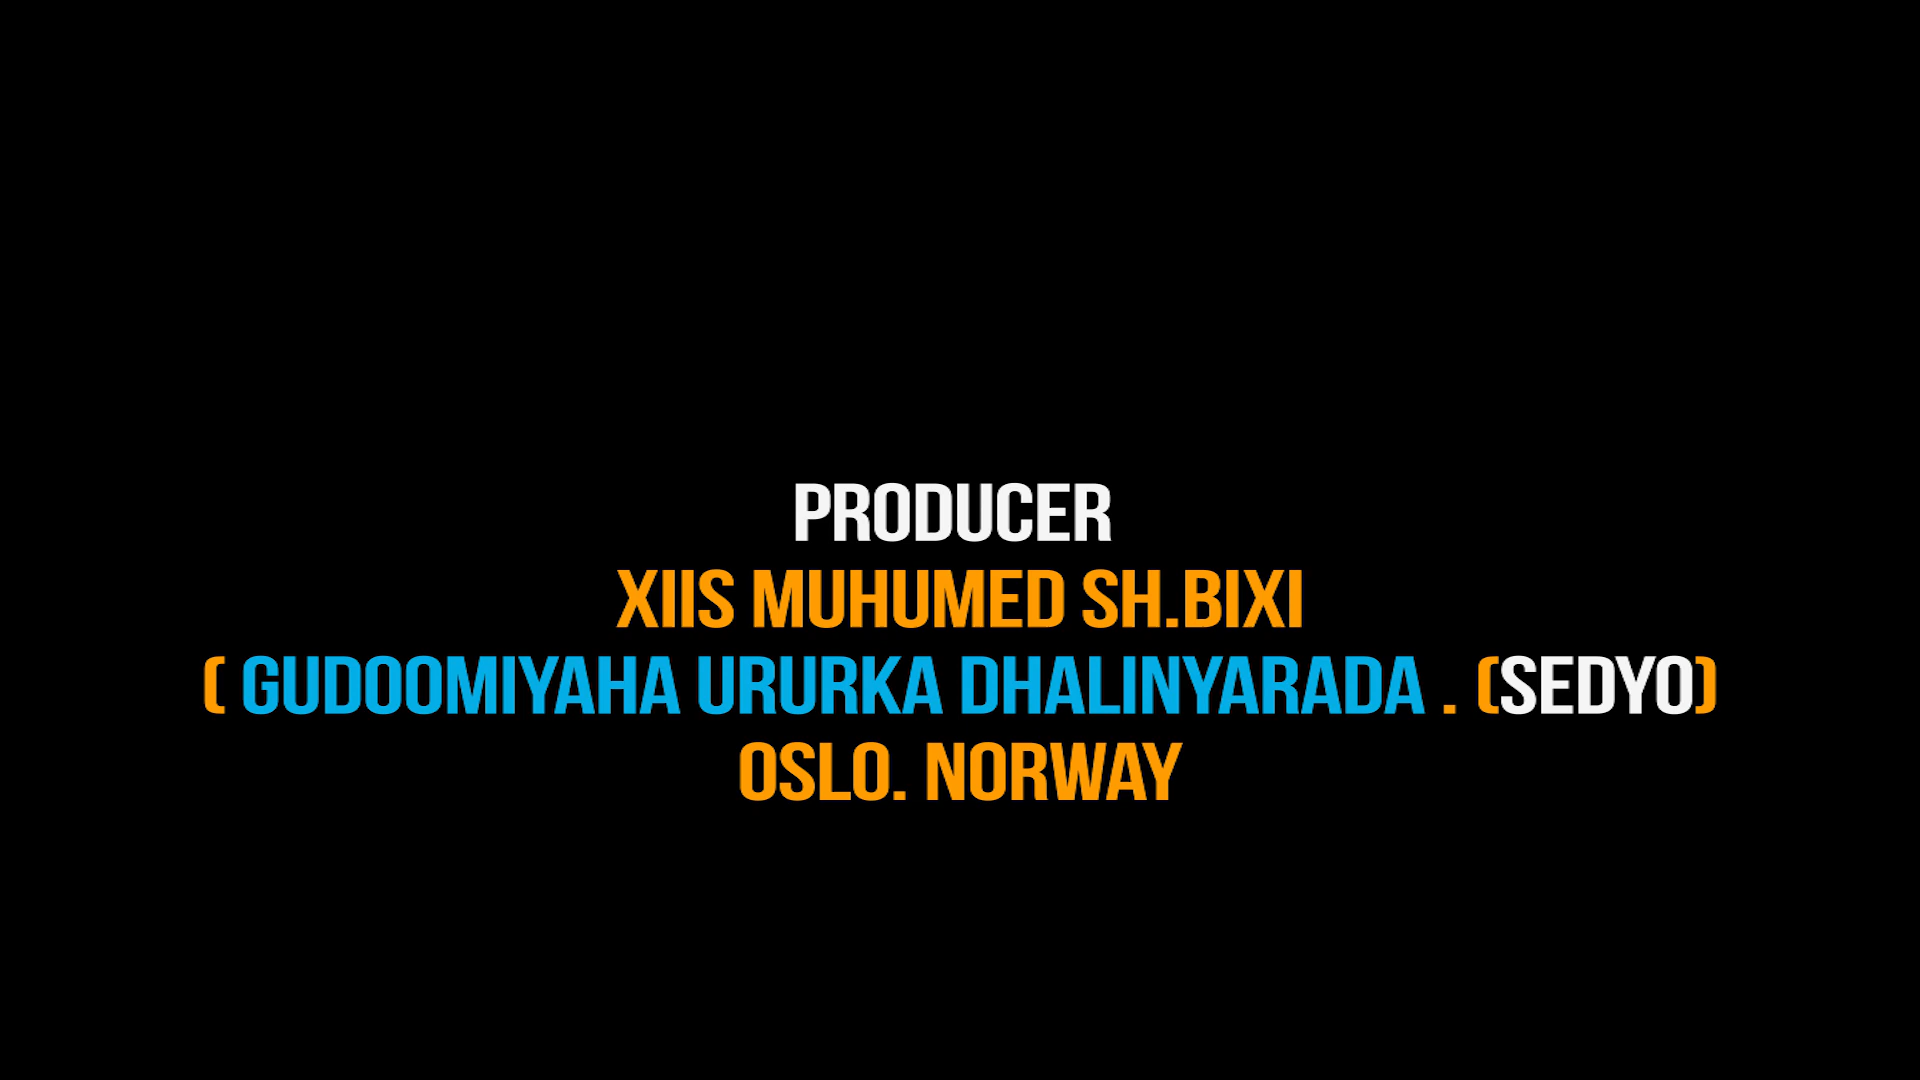 PRODUCER
XIIS MUHUMED SH.BIXI
( GUDOOMIYAHA URURKA DHALINYARADA . (SEDYO)
OSLO. NORWAY